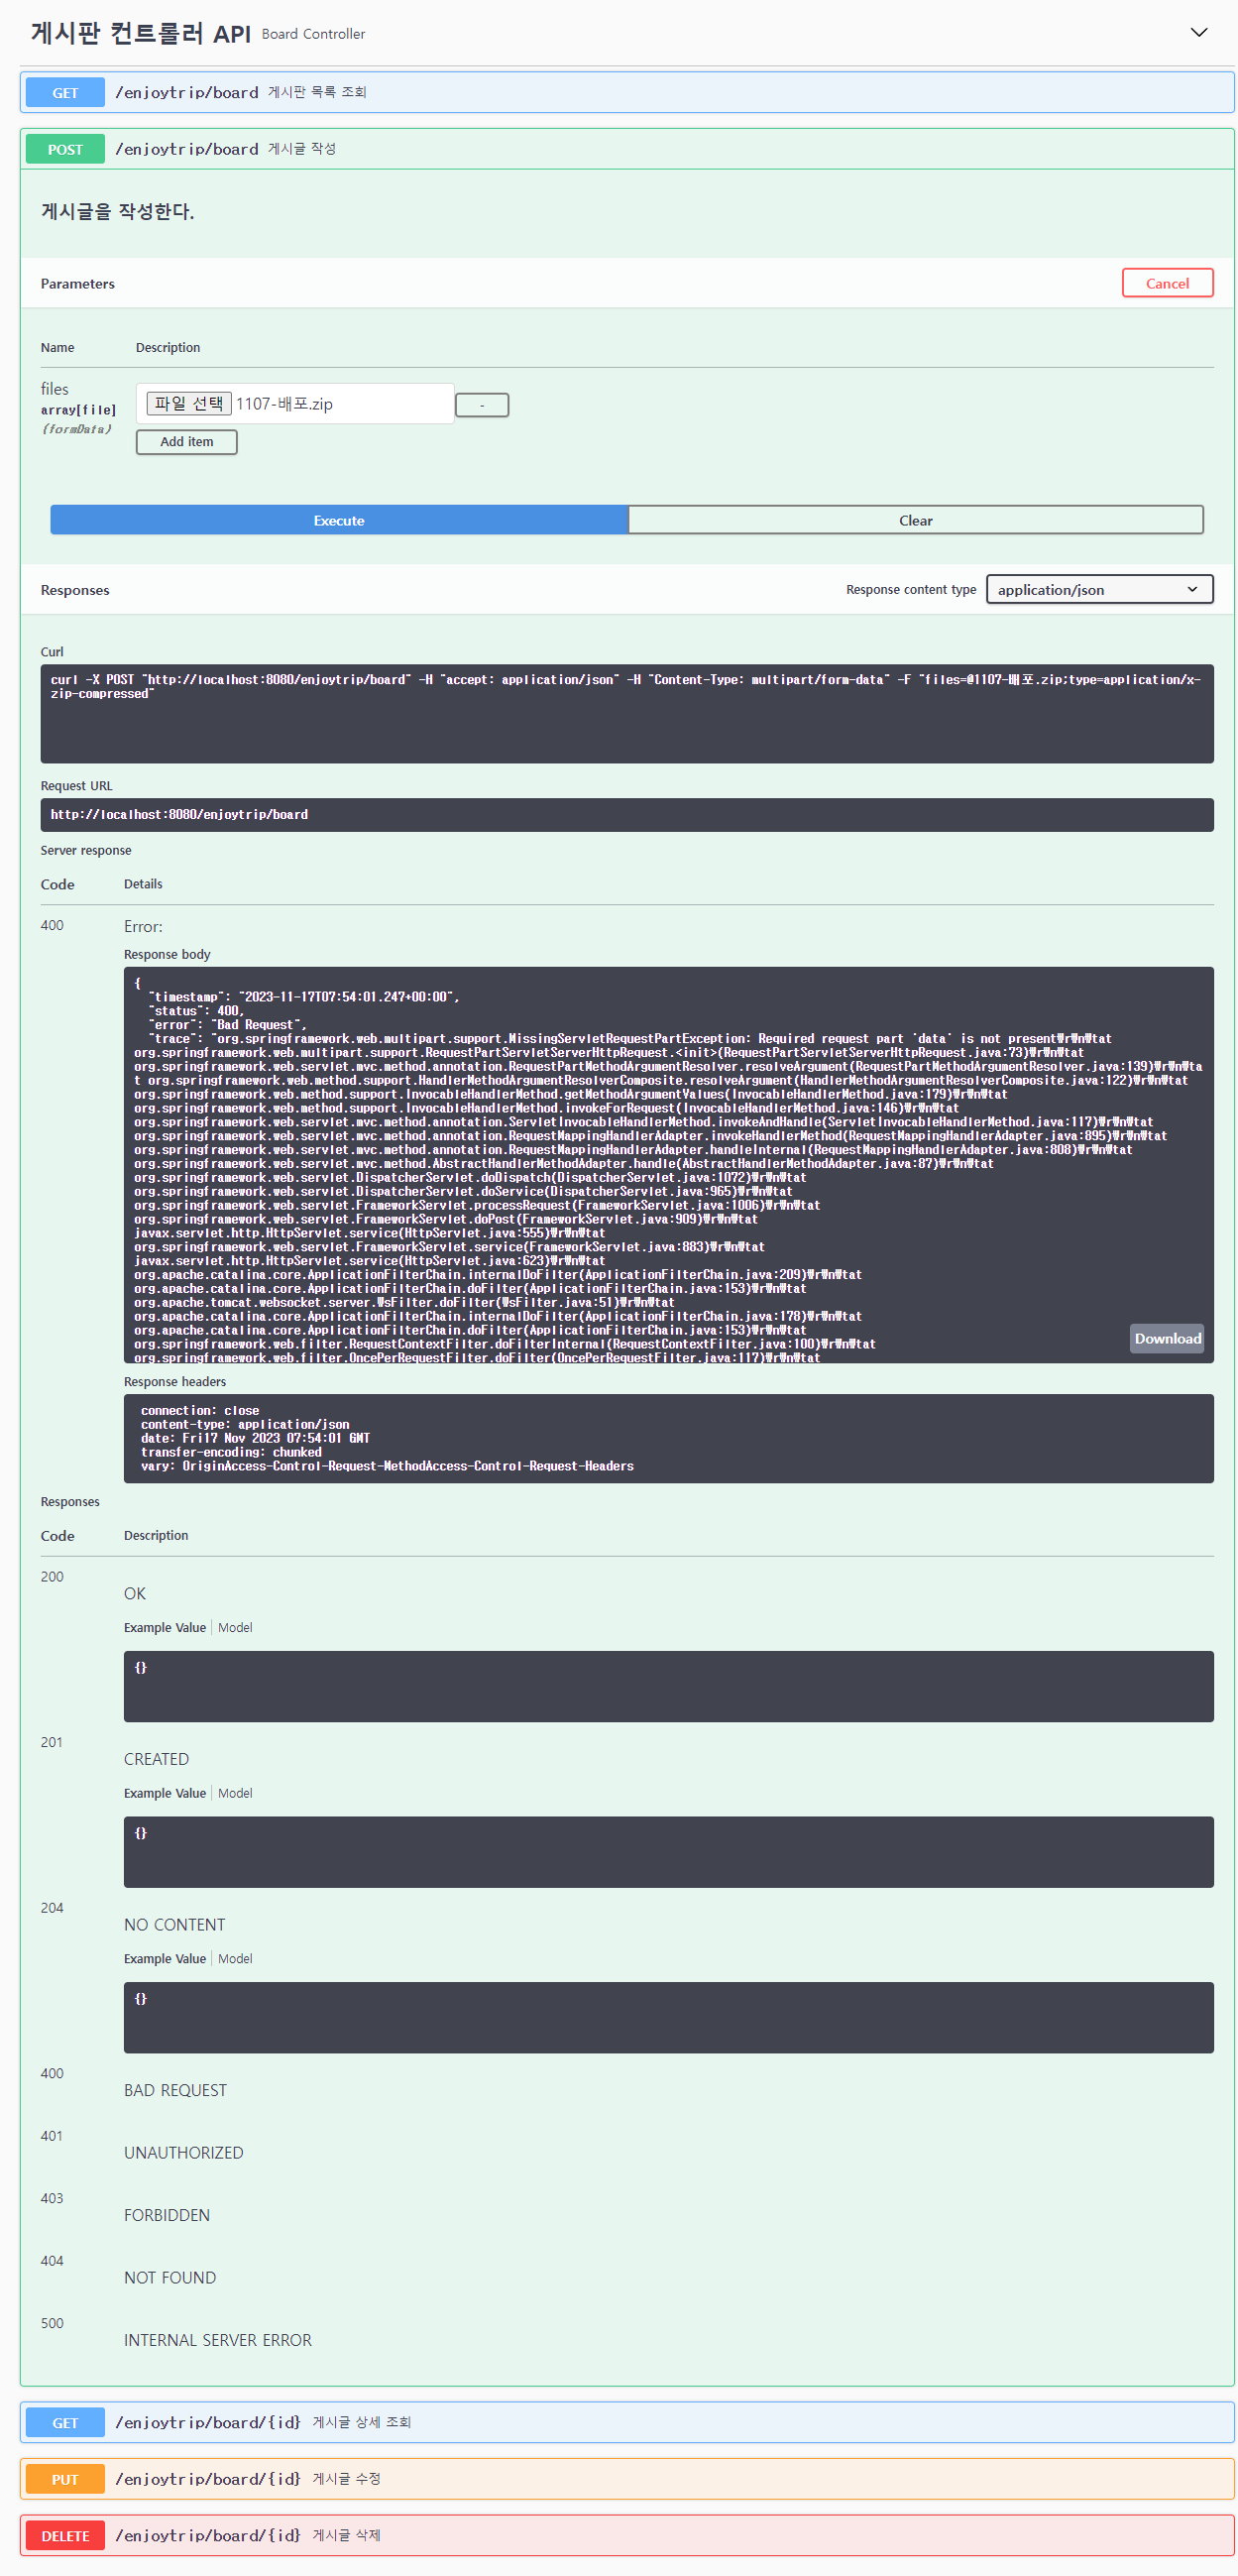 게시판 컨트롤러 API Board Controller
GET /enjoytrip/board 게시판 목록 조회
POST /enjoytrip/board 게시글 작성
게시글을 작성한다.
Parameters Cancel
Name Description
files
array[file]
(formData)
파일 선택 1107-배포.zip -
Add item
Execute Clear
Responses Response content type application/json
Curl
curl -X POST "http://localhost:8080/enjoytrip/board" -H "accept: application/json" -H "Content-Type: multipart/form-data" -F "files=@1107-배포.zip;type=application/x-
zip-compressed"
Request URL
http://localhost:8080/enjoytrip/board
Server response
Code Details
400 Error:
Response body
{
"timestamp": "2023-11-17T07:54:01.247+00:00",
"status": 400,
"error": "Bad Request",
"trace": "org.springframework.web.multipart.support.MissingServletRequestPartException: Required request part 'data' is not present₩r₩n₩tat
org.springframework.web.multipart.support.RequestPartServletServerHttpRequest.<init>(RequestPartServletServerHttpRequest.java:73)₩r₩n₩tat
org.springframework.web.servlet.mvc.method.annotation.RequestPartMethodArgumentResolver.resolveArgument(RequestPartMethodArgumentResolver.java:139)₩r₩n₩ta
t org.springframework.web.method.support.HandlerMethodArgumentResolverComposite.resolveArgument(HandlerMethodArgumentResolverComposite.java:122)₩r₩n₩tat
org.springframework.web.method.support.InvocableHandlerMethod.getMethodArgumentValues(InvocableHandlerMethod.java:179)₩r₩n₩tat
org.springframework.web.method.support.InvocableHandlerMethod.invokeForRequest(InvocableHandlerMethod.java:146)₩r₩n₩tat
org.springframework.web.servlet.mvc.method.annotation.ServletInvocableHandlerMethod.invokeAndHandle(ServletInvocableHandlerMethod.java:117)₩r₩n₩tat
org.springframework.web.servlet.mvc.method.annotation.RequestMappingHandlerAdapter.invokeHandlerMethod(RequestMappingHandlerAdapter.java:895)₩r₩n₩tat
org.springframework.web.servlet.mvc.method.annotation.RequestMappingHandlerAdapter.handleInternal(RequestMappingHandlerAdapter.java:808)₩r₩n₩tat
org.springframework.web.servlet.mvc.method.AbstractHandlerMethodAdapter.handle(AbstractHandlerMethodAdapter.java:87)₩r₩n₩tat
org.springframework.web.servlet.DispatcherServlet.doDispatch(DispatcherServlet.java:1072)₩r₩n₩tat
org.springframework.web.servlet.DispatcherServlet.doService(DispatcherServlet.java:965)₩r₩n₩tat
org.springframework.web.servlet.FrameworkServlet.processRequest(FrameworkServlet.java:1006)₩r₩n₩tat
org.springframework.web.servlet.FrameworkServlet.doPost(FrameworkServlet.java:909)₩r₩n₩tat
javax.servlet.http.HttpServlet.service(HttpServlet.java:555)₩r₩n₩tat
org.springframework.web.servlet.FrameworkServlet.service(FrameworkServlet.java:883)₩r₩n₩tat
javax.servlet.http.HttpServlet.service(HttpServlet.java:623)₩r₩n₩tat
org.apache.catalina.core.ApplicationFilterChain.internalDoFilter(ApplicationFilterChain.java:209)₩r₩n₩tat
org.apache.catalina.core.ApplicationFilterChain.doFilter(ApplicationFilterChain.java:153)₩r₩n₩tat
org.apache.tomcat.websocket.server.WsFilter.doFilter(WsFilter.java:51)₩r₩n₩tat
org.apache.catalina.core.ApplicationFilterChain.internalDoFilter(ApplicationFilterChain.java:178)₩r₩n₩tat
org.apache.catalina.core.ApplicationFilterChain.doFilter(ApplicationFilterChain.java:153)₩r₩n₩tat
org.springframework.web.filter.RequestContextFilter.doFilterInternal(RequestContextFilter.java:100)₩r₩n₩tat
org.springframework.web.filter.OncePerRequestFilter.doFilter(OncePerRequestFilter.java:117)₩r₩n₩tat
Download
Response headers
connection: close
content-type: application/json
date: Fri17 Nov 2023 07:54:01 GMT
transfer-encoding: chunked
vary: OriginAccess-Control-Request-MethodAccess-Control-Request-Headers
Responses
Code Description
200
OK
Example Value Model
{}
201
CREATED
Example Value Model
{}
204
NO CONTENT
Example Value Model
{}
400
BAD REQUEST
401
UNAUTHORIZED
403
FORBIDDEN
404
NOT FOUND
500
INTERNAL SERVER ERROR
GET /enjoytrip/board/{id} 게시글 상세 조회
PUT /enjoytrip/board/{id} 게시글 수정
DELETE /enjoytrip/board/{id} 게시글 삭제